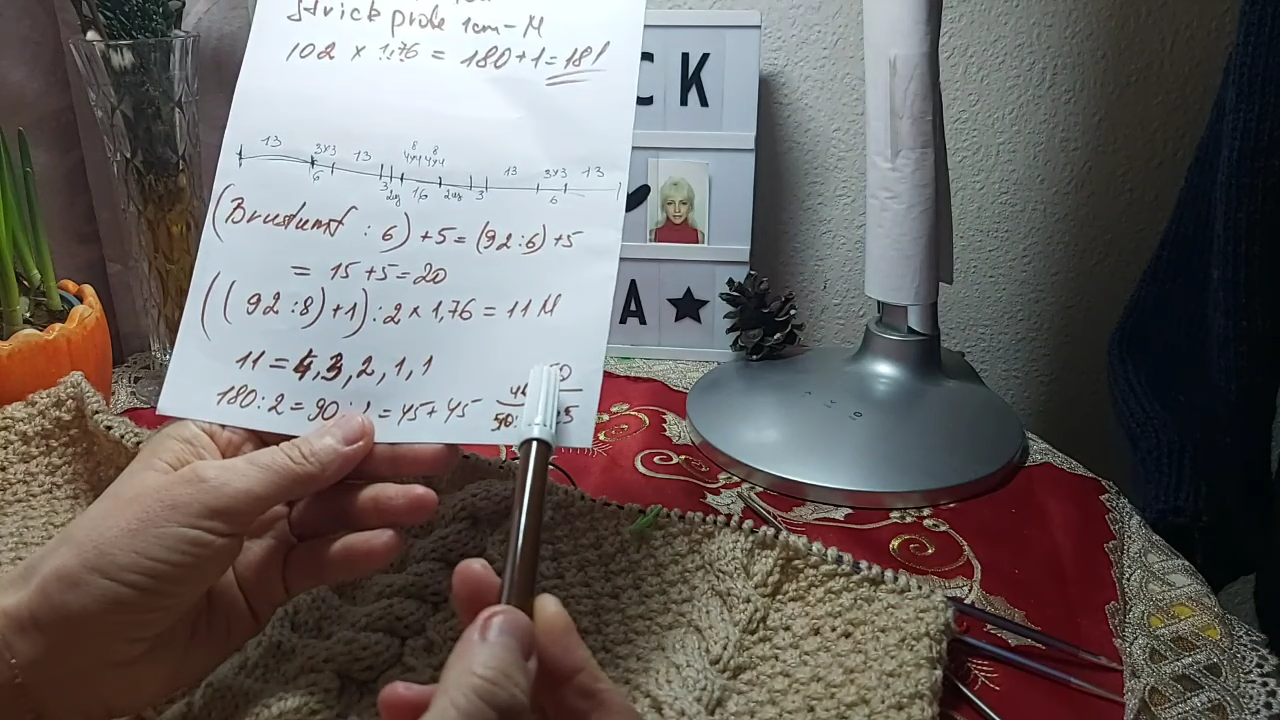 Strickprobe 1cm - M
102 x 1,76 = 180 + 1 = 181
13 3x3 13 8 8 13 3x3 13
4x4 4x4
6 3 2лц 16 2лц 3 6
(Brustumf : 6) + 5 = (92 : 6) + 5
= 15 + 5 = 20
((92 : 8) + 1) : 2 x 1,76 = 11 M
11 = 4, 3, 2, 1, 1
180 : 2 = 90 : = 45 + 45
CK
A ★